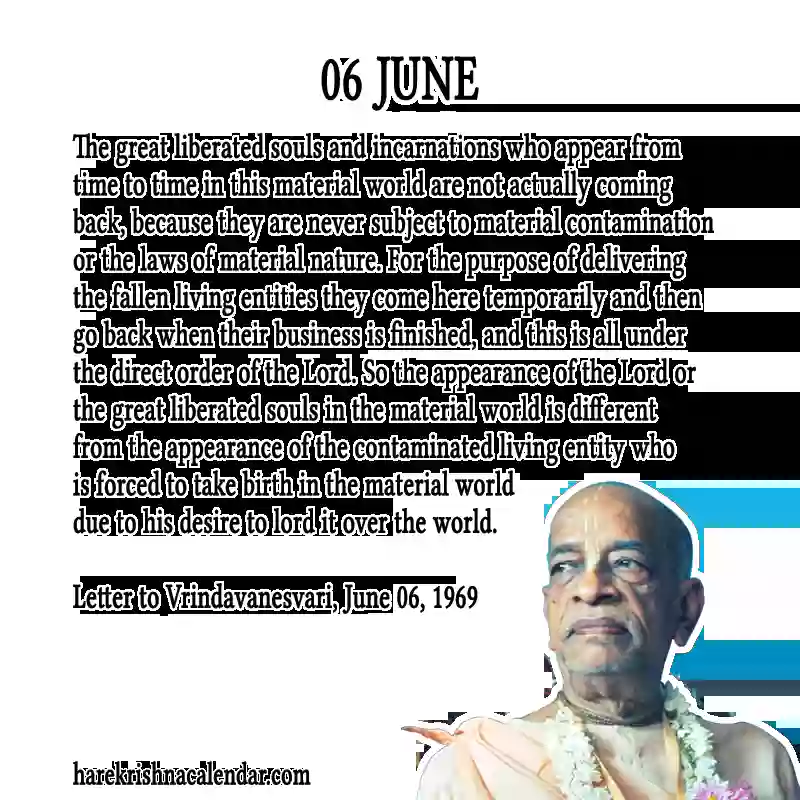 06 JUNE
The great liberated souls and incarnations who appear from
time to time in this material world are not actually coming
back, because they are never subject to material contamination
or the laws of material nature. For the purpose of delivering
the fallen living entities they come here temporarily and then
go back when their business is finished, and this is all under
the direct order of the Lord. So the appearance of the Lord or
the great liberated souls in the material world is different
from the appearance of the contaminated living entity who
is forced to take birth in the material world
due to his desire to lord it over the world.
Letter to Vrindavanesvari, June 06, 1969
harekrishnacalendar.com